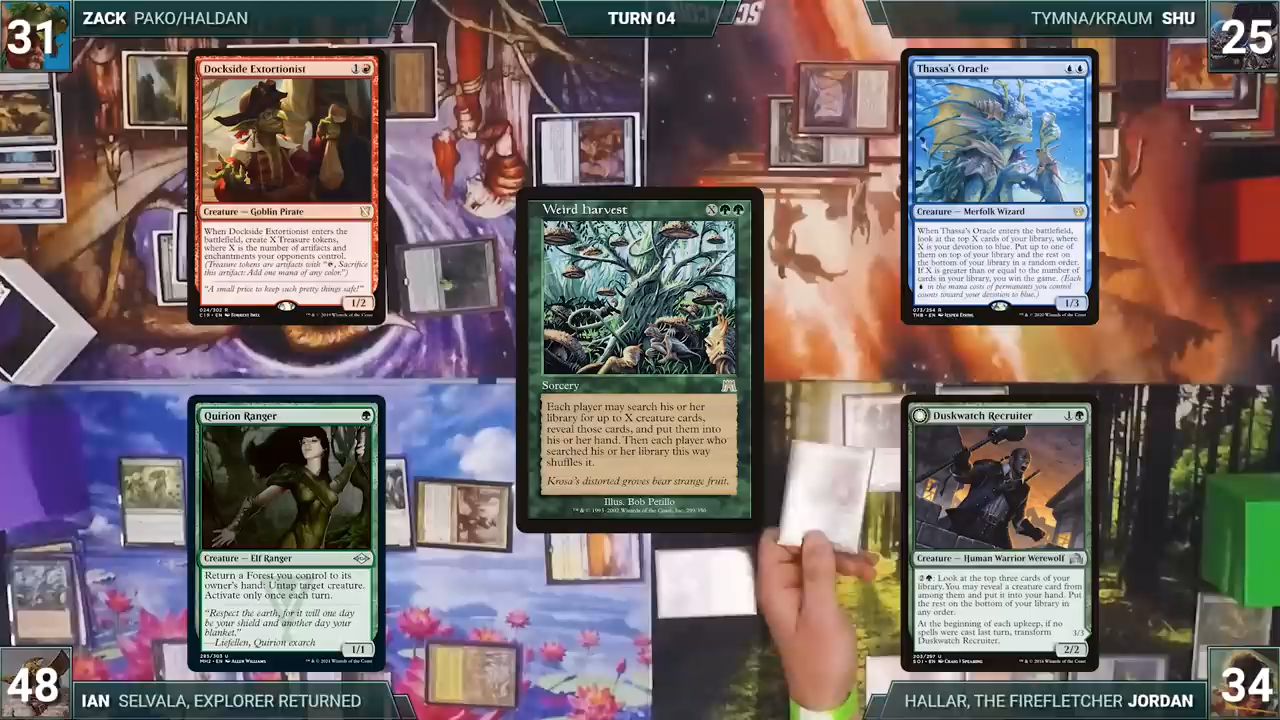 31
ZACK PAKO/HALDAN
TURN 04
TYMNA/KRAUM SHU
25
Dockside Extortionist 1
Creature — Goblin Pirate
When Dockside Extortionist enters the
battlefield, create X Treasure tokens,
where X is the number of artifacts and
enchantments your opponents control.
(Treasure tokens are artifacts with "T, Sacrifice
this artifact: Add one mana of any color.")
"A small price to keep such pretty things safe!"
1/2
Thassa's Oracle
Creature — Merfolk Wizard
When Thassa's Oracle enters the battlefield,
look at the top X cards of your library, where
X is your devotion to blue. Put up to one of
them on top of your library and the rest on
the bottom of your library in a random order.
If X is greater than or equal to the number of
cards in your library, you win the game. (Each
in the mana costs of permanents you control
counts toward your devotion to blue.)
1/3
Weird harvest X
Sorcery
Each player may search his or her
library for up to X creature cards,
reveal those cards, and put them into
his or her hand. Then each player who
searched his or her library this way
shuffles it.
Krosa's distorted groves bear strange fruit.
Illus. Bob Petillo
Quirion Ranger
Creature — Elf Ranger
Return a Forest you control to its
owner's hand: Untap target creature.
Activate only once each turn.
"Respect the earth, for it will one day
be your shield and another day your
blanket."
—Liefellen, Quirion exarch
1/1
Duskwatch Recruiter 1
Creature — Human Warrior Werewolf
2: Look at the top three cards of your
library. You may reveal a creature card from
among them and put it into your hand. Put
the rest on the bottom of your library in
any order.
At the beginning of each upkeep, if no
spells were cast last turn, transform
Duskwatch Recruiter.
3/3
2/2
48
IAN SELVALA, EXPLORER RETURNED
HALLAR, THE FIREFLETCHER JORDAN
34